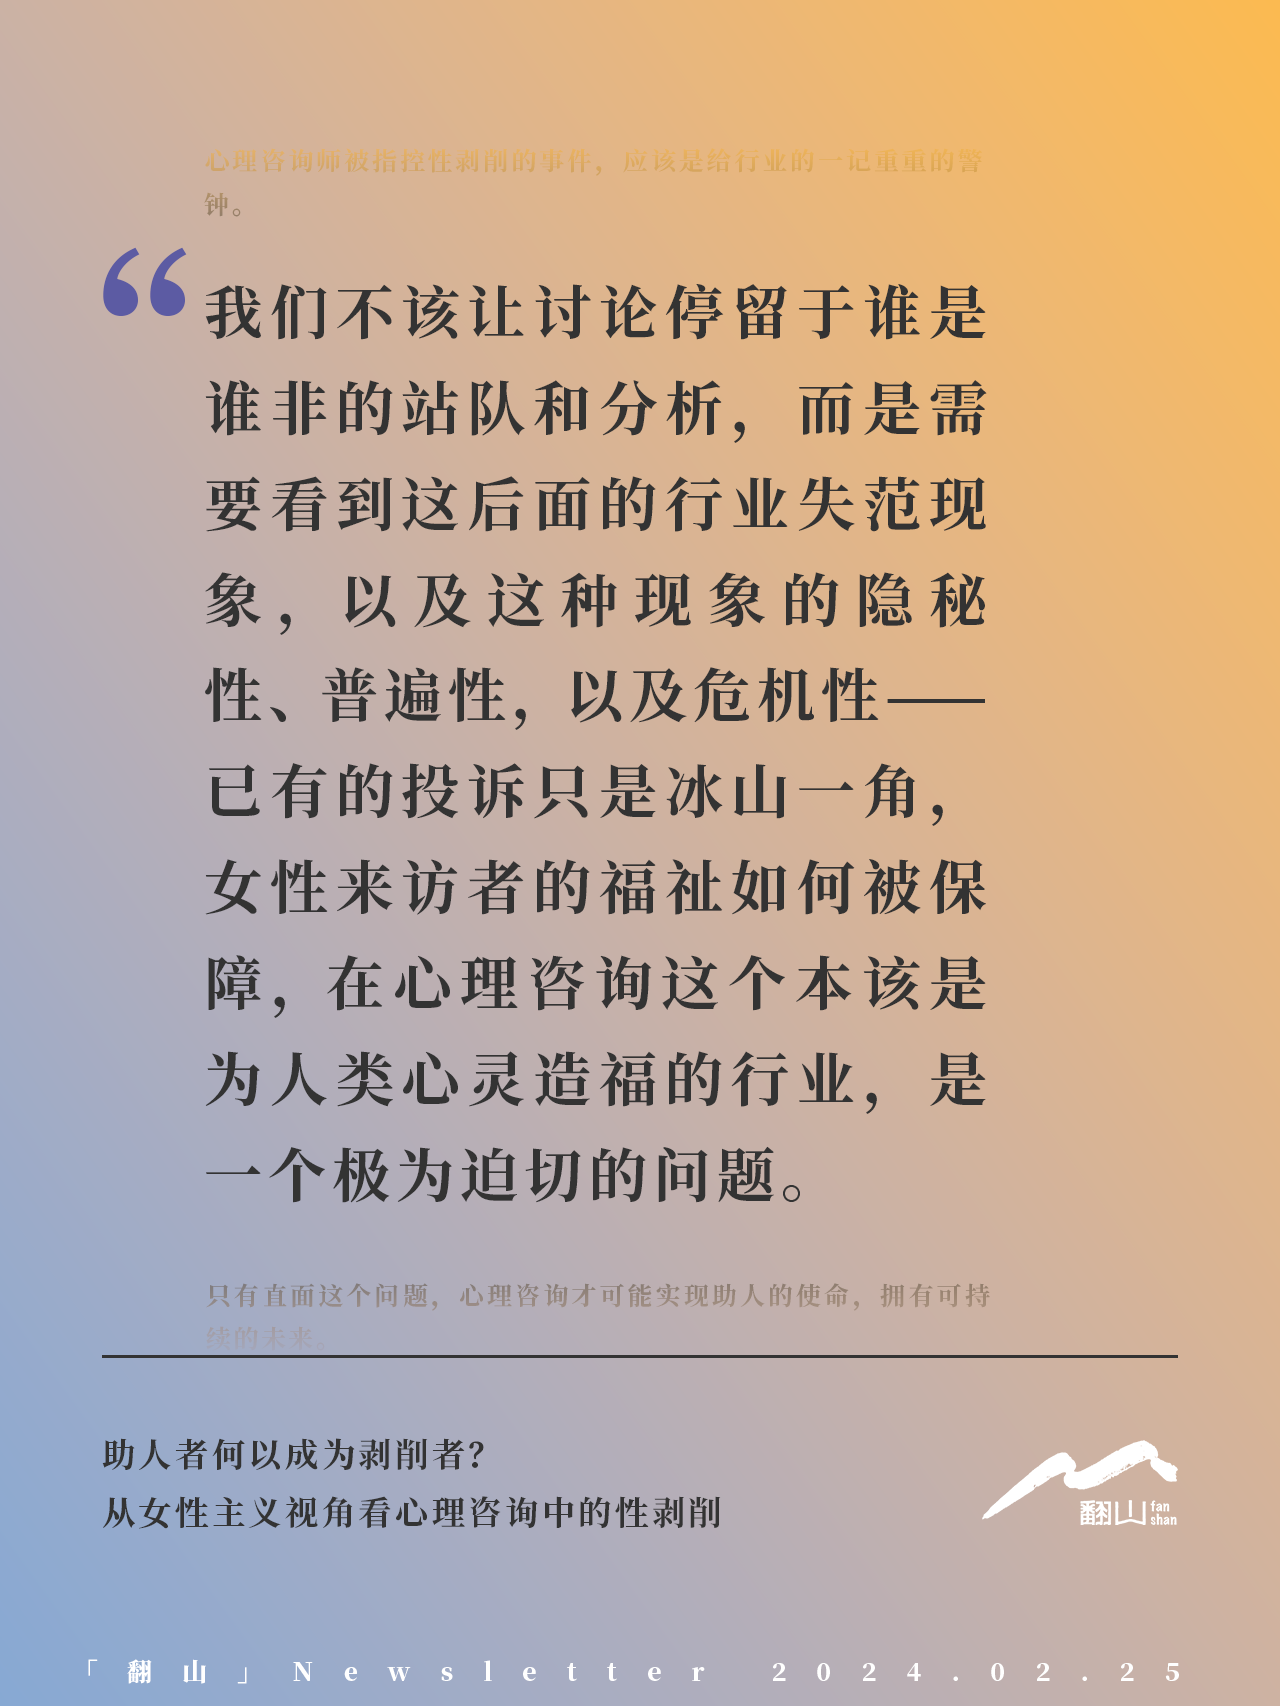 心理咨询师被指控性剥削的事件，应该是给行业的一记重重的警
钟。
“我们不该让讨论停留于谁是
谁非的站队和分析，而是需
要看到这后面的行业失范现
象，以及这种现象的隐秘
性、普遍性，以及危机性——
已有的投诉只是冰山一角，
女性来访者的福祉如何被保
障，在心理咨询这个本该是
为人类心灵造福的行业，是
一个极为迫切的问题。
只有直面这个问题，心理咨询才可能实现助人的使命，拥有可持
续的未来。
助人者何以成为剥削者？
从女性主义视角看心理咨询中的性剥削
翻山 fan shan
「翻山」Newsletter 2024.02.25